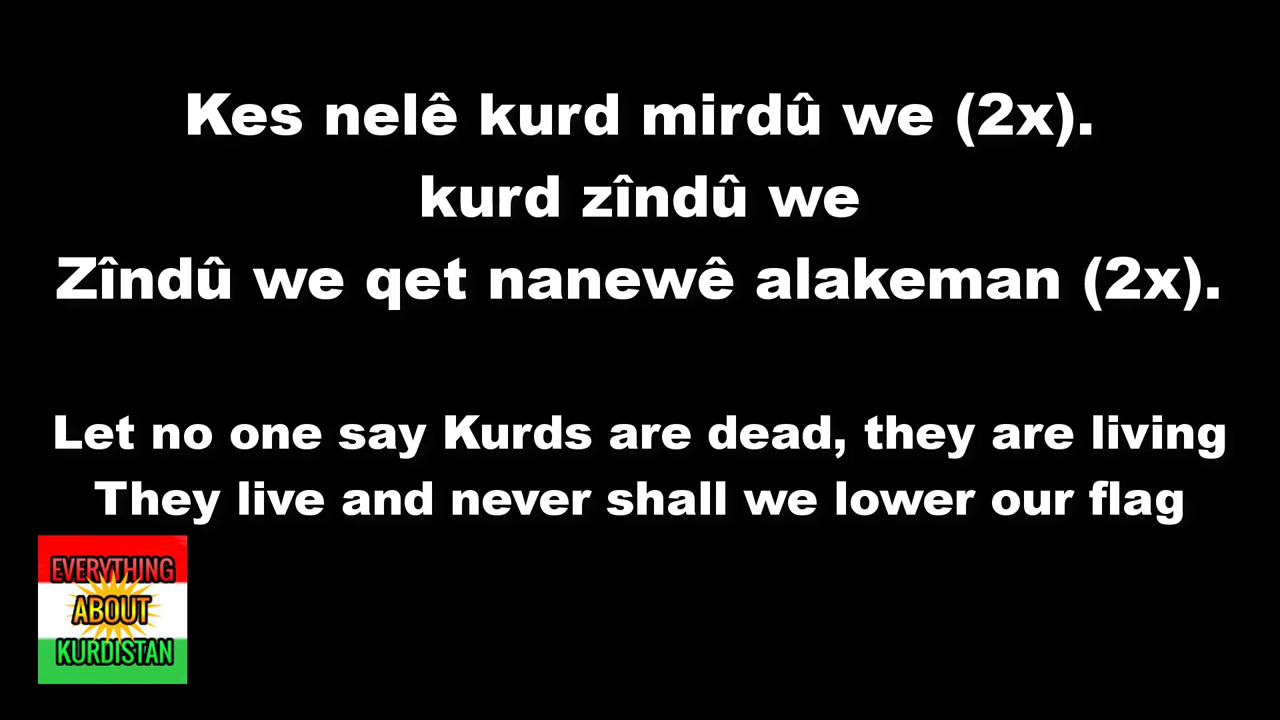 Kes nelê kurd mirdû we (2x).
kurd zîndû we
Zîndû we qet nanewê alakeman (2x).
Let no one say Kurds are dead, they are living
They live and never shall we lower our flag
EVERYTHING
ABOUT
KURDISTAN